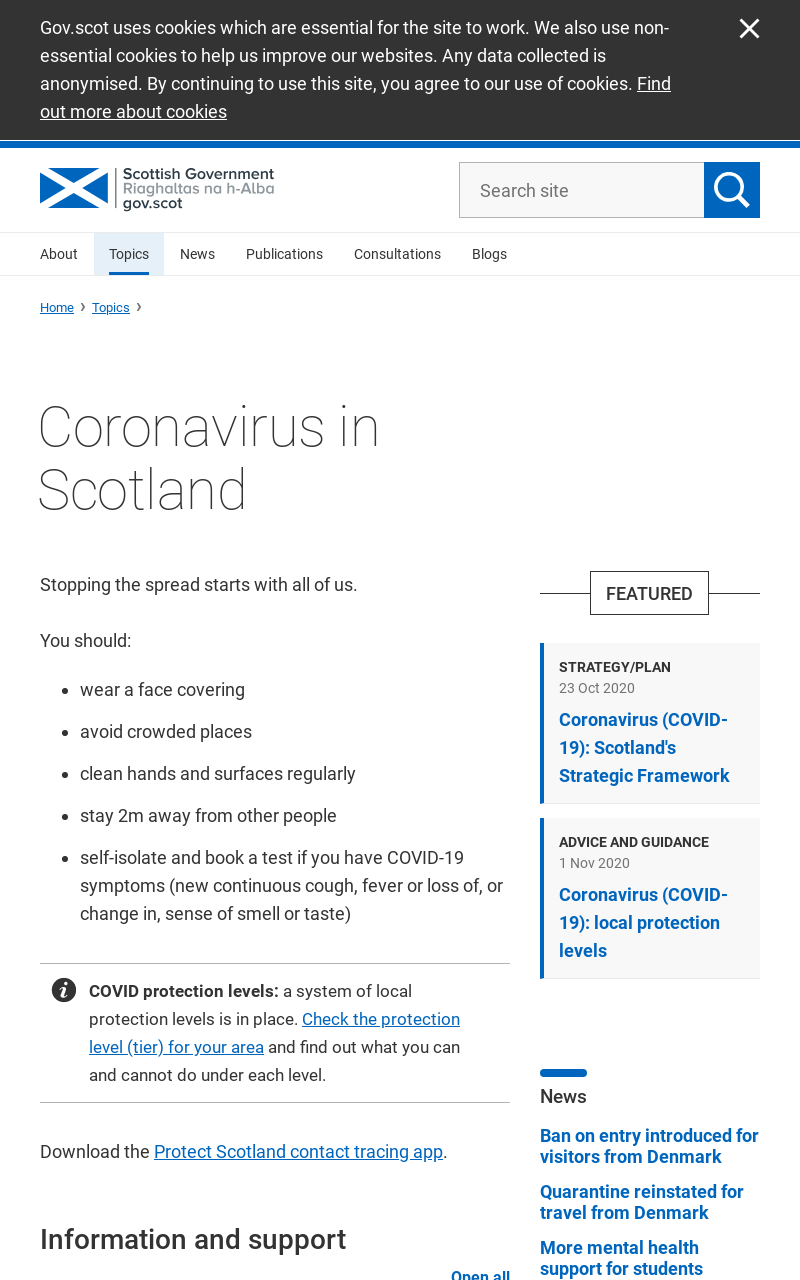 Gov.scot uses cookies which are essential for the site to work. We also use non-
essential cookies to help us improve our websites. Any data collected is
anonymised. By continuing to use this site, you agree to our use of cookies. Find
out more about cookies
Scottish Government
Riaghaltas na h-Alba
gov.scot
Search site
About
Topics
News
Publications
Consultations
Blogs
Home › Topics ›
Coronavirus in
Scotland
Stopping the spread starts with all of us.
You should:
• wear a face covering
• avoid crowded places
• clean hands and surfaces regularly
• stay 2m away from other people
• self-isolate and book a test if you have COVID-19
symptoms (new continuous cough, fever or loss of, or
change in, sense of smell or taste)
COVID protection levels: a system of local
protection levels is in place. Check the protection
level (tier) for your area and find out what you can
and cannot do under each level.
Download the Protect Scotland contact tracing app.
Information and support
Open all
FEATURED
STRATEGY/PLAN
23 Oct 2020
Coronavirus (COVID-
19): Scotland's
Strategic Framework
ADVICE AND GUIDANCE
1 Nov 2020
Coronavirus (COVID-
19): local protection
levels
News
Ban on entry introduced for
visitors from Denmark
Quarantine reinstated for
travel from Denmark
More mental health
support for students